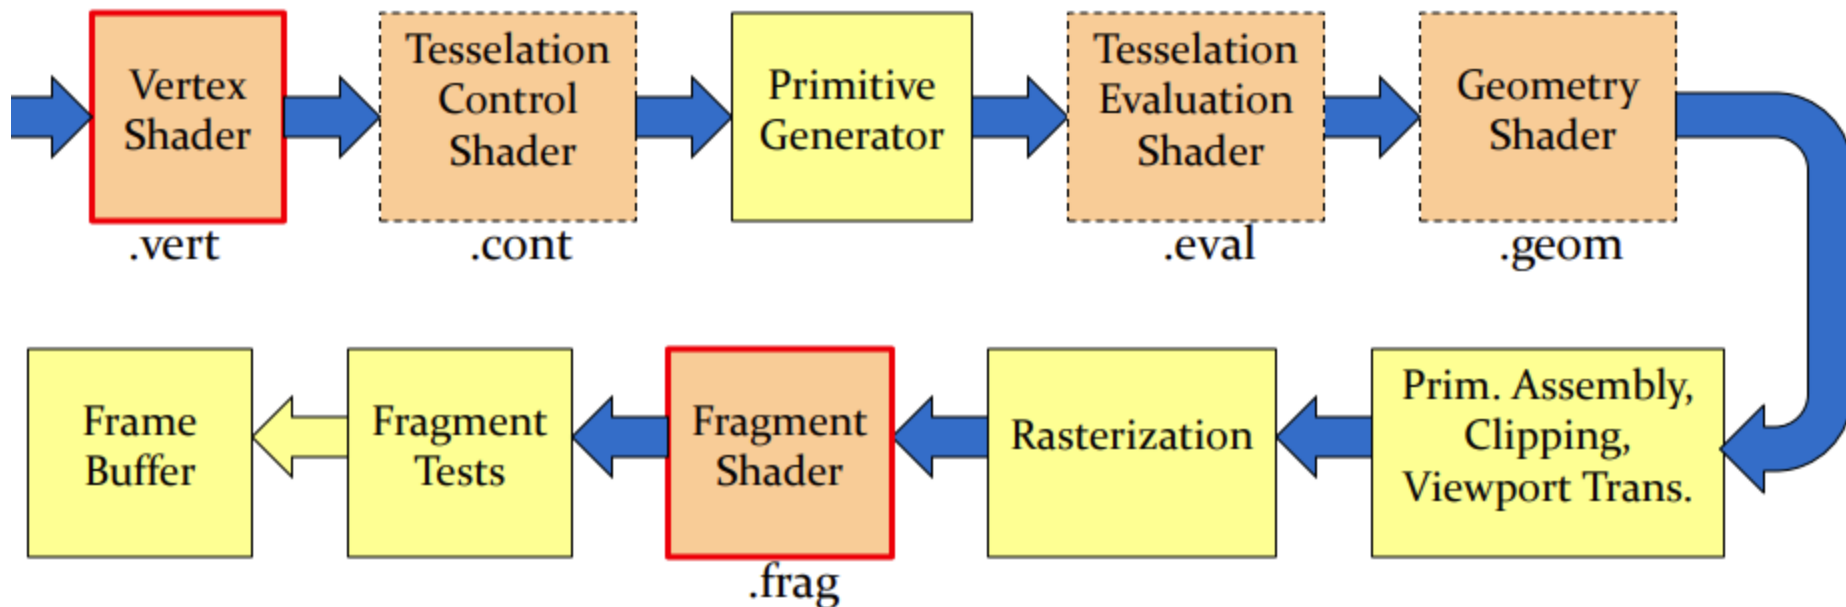 Vertex
Shader
.vert
Tesselation
Control
Shader
.cont
Primitive
Generator
Tesselation
Evaluation
Shader
.eval
Geometry
Shader
.geom
Prim. Assembly,
Clipping,
Viewport Trans.
Rasterization
Fragment
Shader
.frag
Fragment
Tests
Frame
Buffer